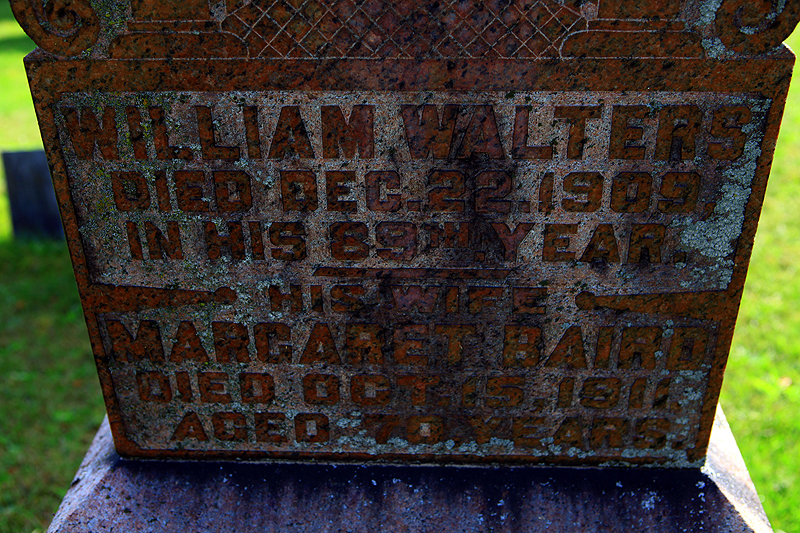 WILLIAM WALTERS
DIED DEC. 22. 1909,
IN HIS 69TH. YEAR.
HIS WIFE
MARGARET BAIRD
DIED OCT. 15, 1911,
AGED 70 YEARS.